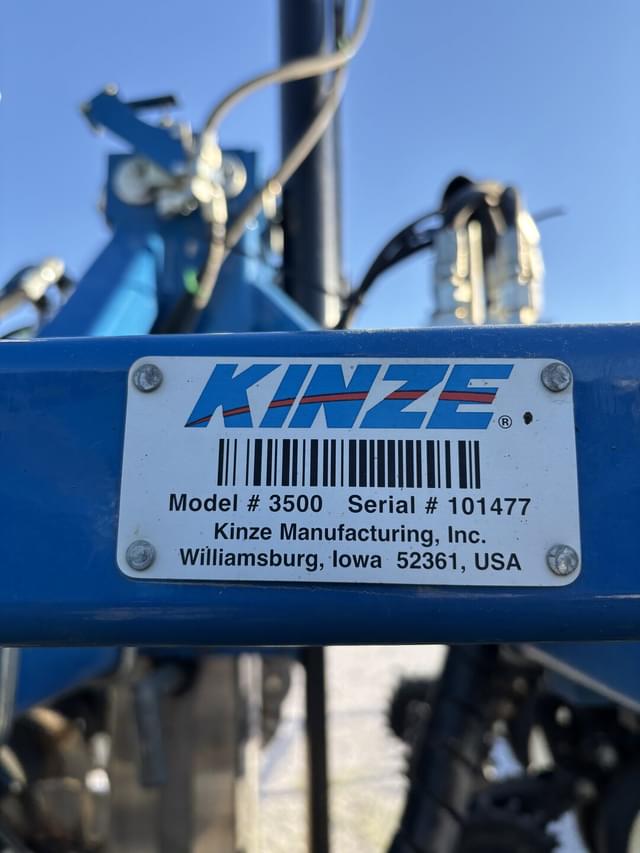 KINZE®
Model # 3500 Serial # 101477
Kinze Manufacturing, Inc.
Williamsburg, Iowa 52361, USA